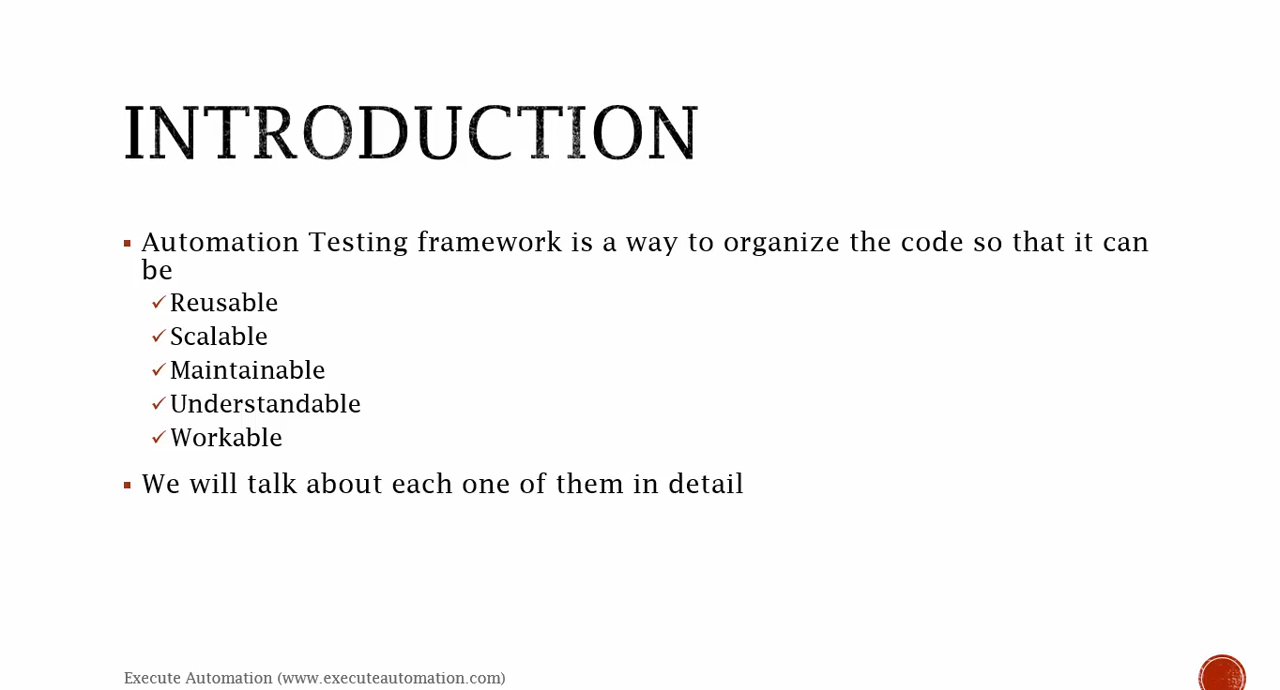 INTRODUCTION
▪ Automation Testing framework is a way to organize the code so that it can
be
✓Reusable
✓Scalable
✓Maintainable
✓Understandable
✓Workable
▪ We will talk about each one of them in detail
Execute Automation (www.executeautomation.com)